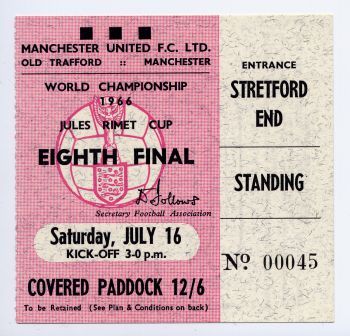 MANCHESTER UNITED F.C. LTD.
OLD TRAFFORD :: MANCHESTER
WORLD CHAMPIONSHIP
1966
JULES RIMET CUP
EIGHTH FINAL
D Follows
Secretary Football Association
Saturday, JULY 16
KICK-OFF 3-0 p.m.
COVERED PADDOCK 12/6
To be Retained (See Plan & Conditions on back)
ENTRANCE
STRETFORD
END
STANDING
No. 00045